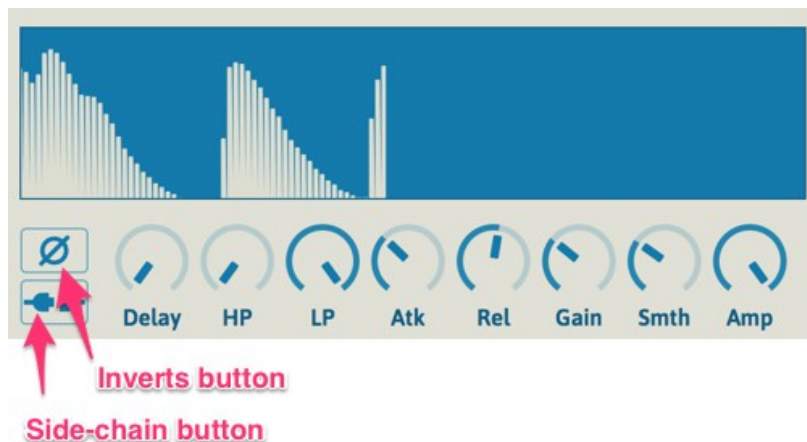 Delay HP LP Atk Rel Gain Smth Amp
Inverts button
Side-chain button